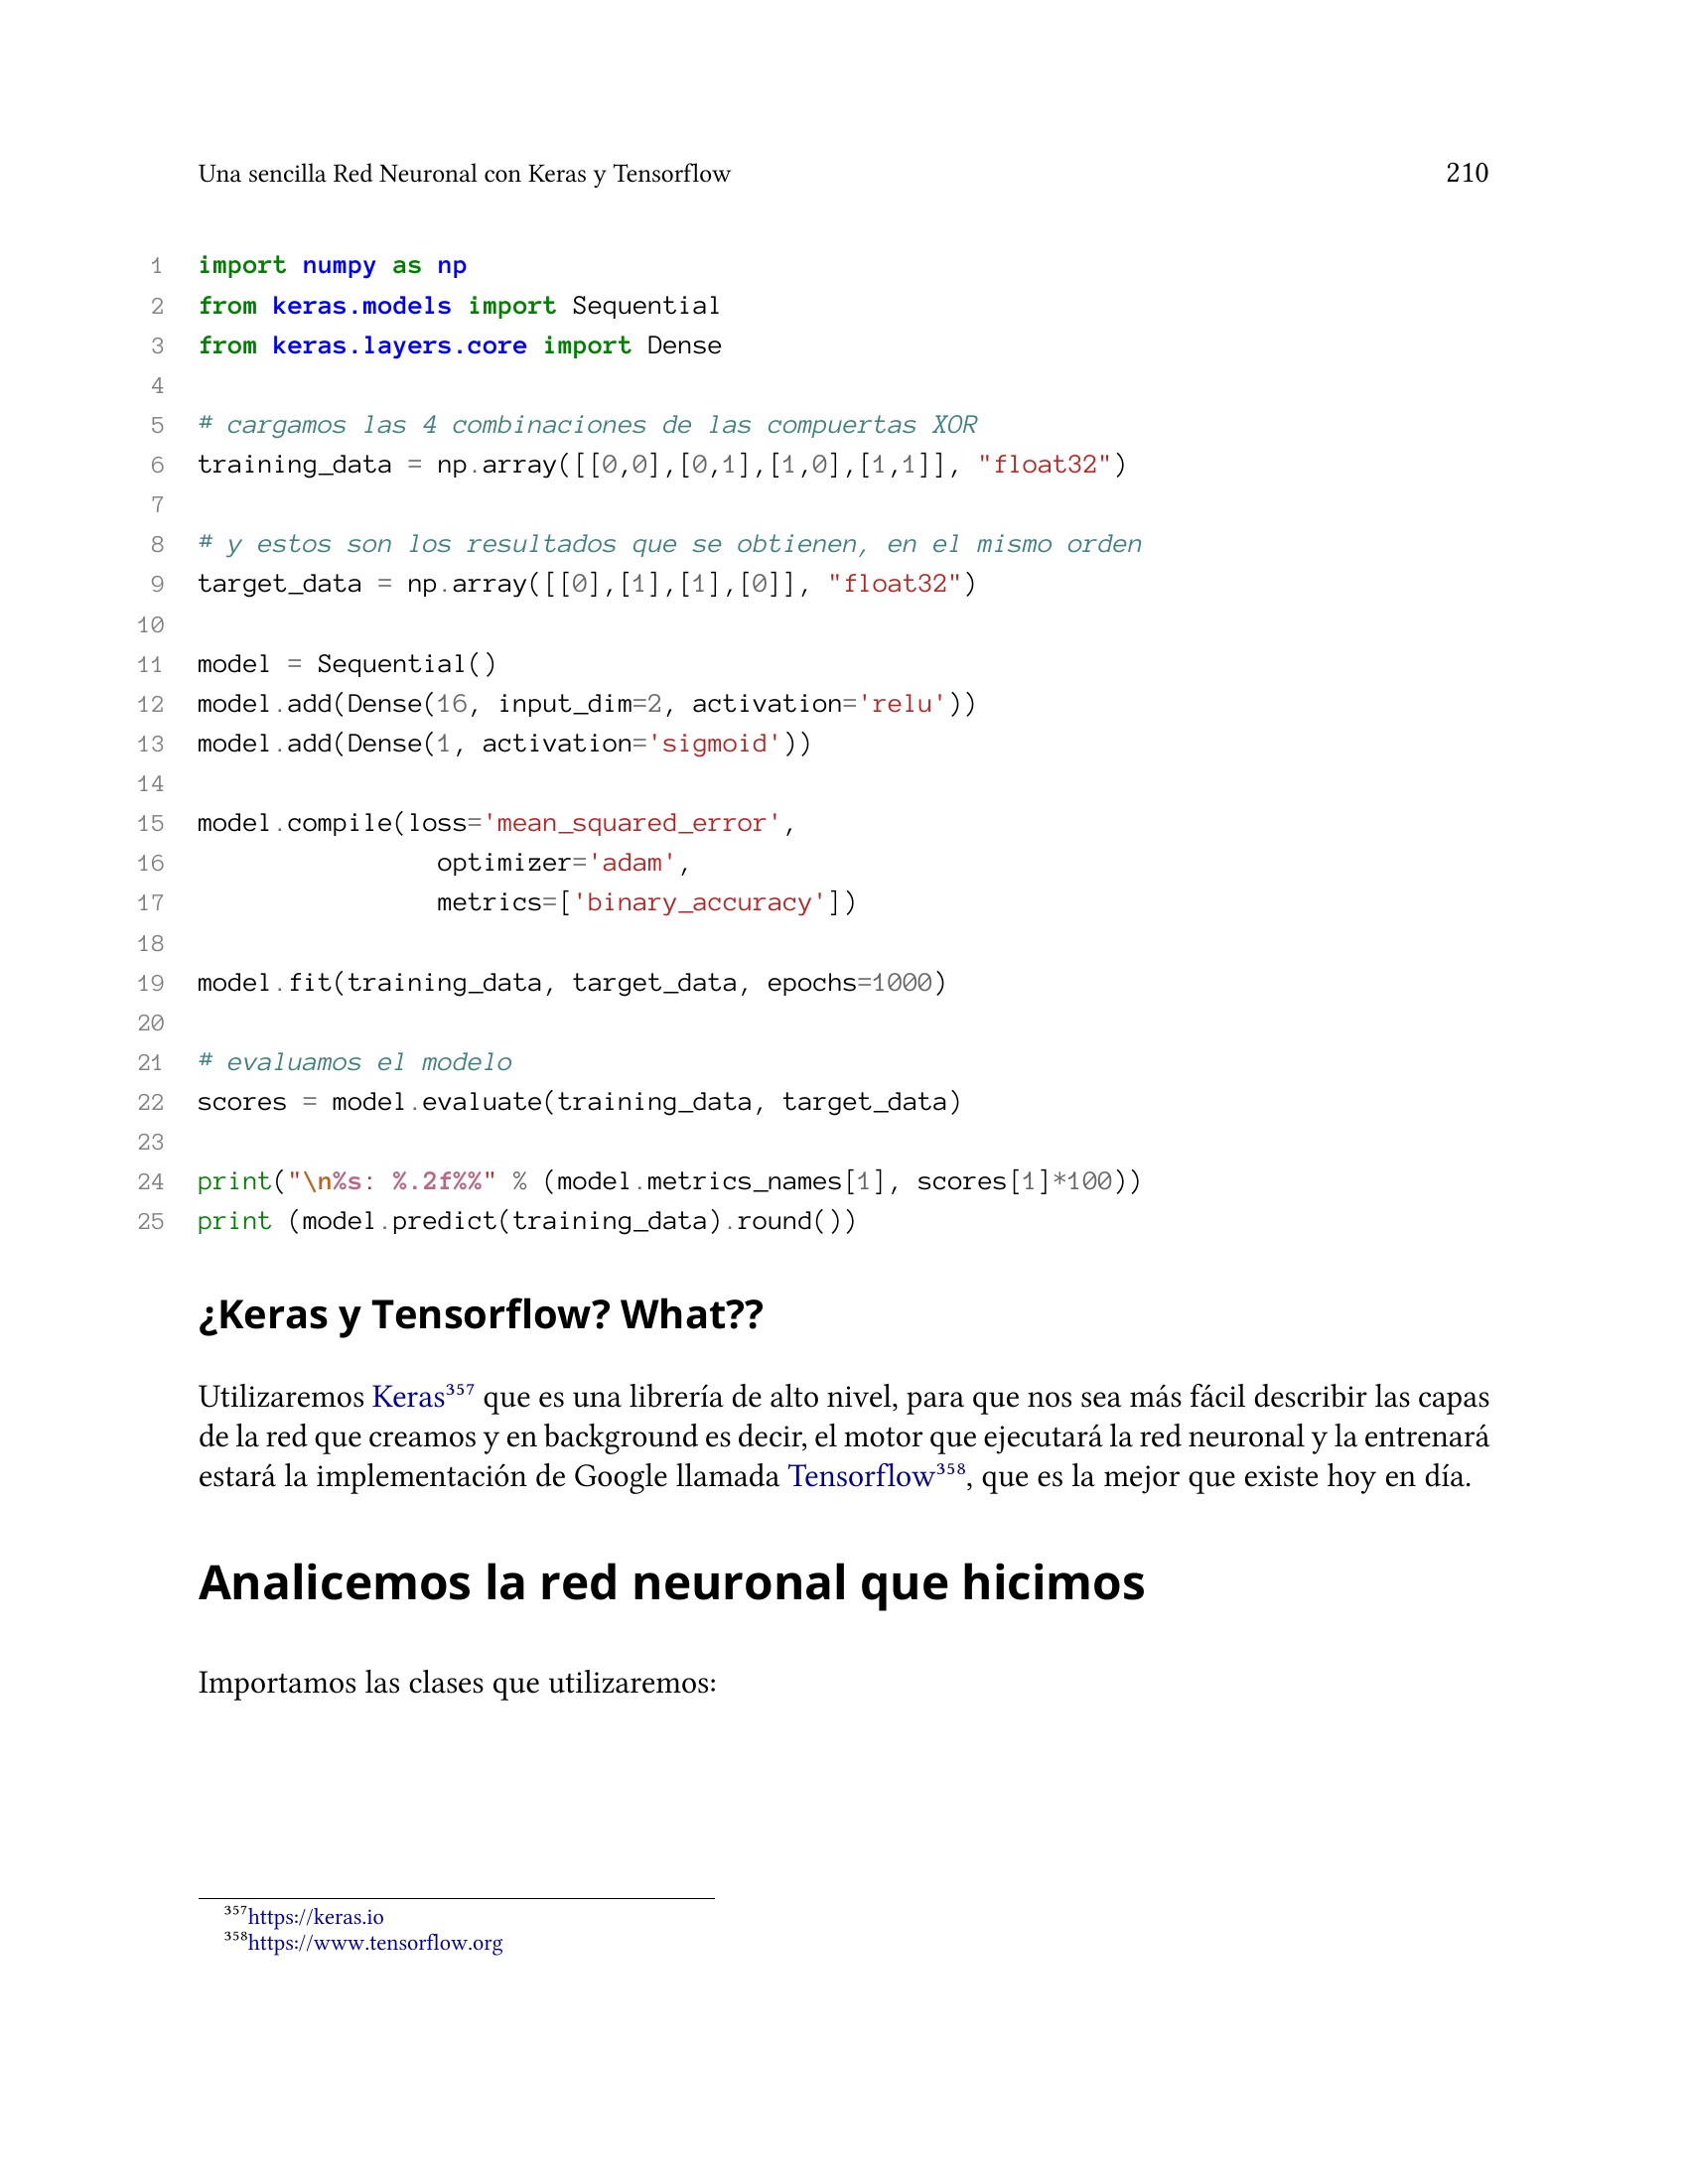 Una sencilla Red Neuronal con Keras y Tensorflow 210
1 import numpy as np
2 from keras.models import Sequential
3 from keras.layers.core import Dense
4
5 # cargamos las 4 combinaciones de las compuertas XOR
6 training_data = np.array([[0,0],[0,1],[1,0],[1,1]], "float32")
7
8 # y estos son los resultados que se obtienen, en el mismo orden
9 target_data = np.array([[0],[1],[1],[0]], "float32")
10
11 model = Sequential()
12 model.add(Dense(16, input_dim=2, activation='relu'))
13 model.add(Dense(1, activation='sigmoid'))
14
15 model.compile(loss='mean_squared_error',
16                 optimizer='adam',
17                 metrics=['binary_accuracy'])
18
19 model.fit(training_data, target_data, epochs=1000)
20
21 # evaluamos el modelo
22 scores = model.evaluate(training_data, target_data)
23
24 print("\n%s: %.2f%%" % (model.metrics_names[1], scores[1]*100))
25 print (model.predict(training_data).round())
¿Keras y Tensorflow? What??
Utilizaremos Keras³⁵⁷ que es una librería de alto nivel, para que nos sea más fácil describir las capas
de la red que creamos y en background es decir, el motor que ejecutará la red neuronal y la entrenará
estará la implementación de Google llamada Tensorflow³⁵⁸, que es la mejor que existe hoy en día.
Analicemos la red neuronal que hicimos
Importamos las clases que utilizaremos:
³⁵⁷https://keras.io
³⁵⁸https://www.tensorflow.org